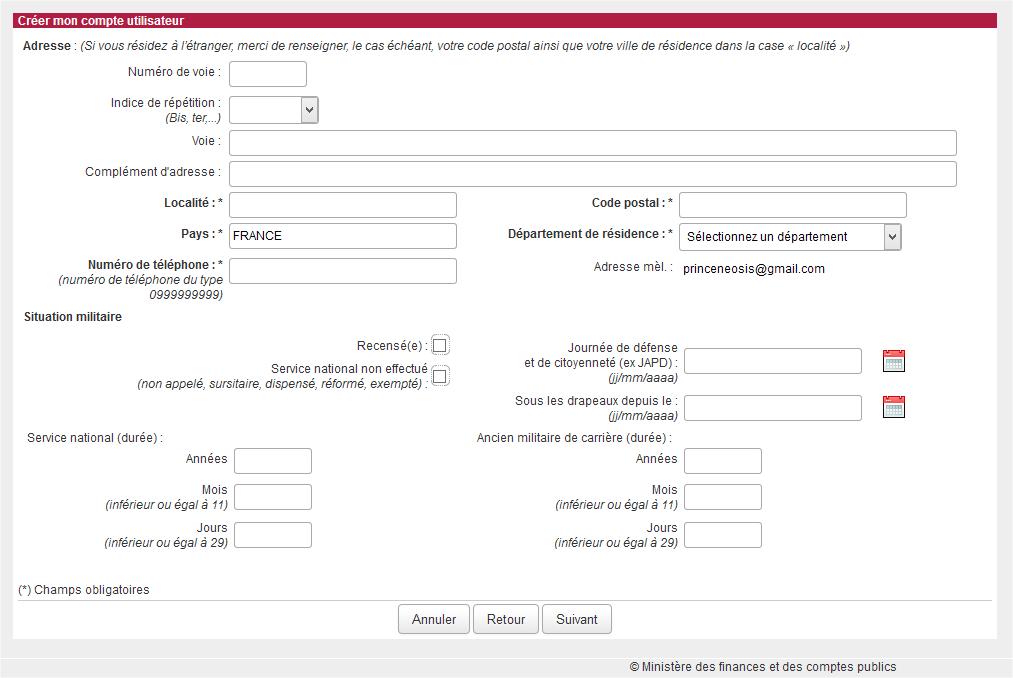 Créer mon compte utilisateur
Adresse : (Si vous résidez à l'étranger, merci de renseigner, le cas échéant, votre code postal ainsi que votre ville de résidence dans la case « localité »)
Numéro de voie :
Indice de répétition :
(Bis, ter,...)
Voie :
Complément d'adresse :
Localité : * Code postal : *
Pays : * FRANCE Département de résidence : * Sélectionnez un département
Numéro de téléphone : * Adresse mèl. : princeneosis@gmail.com
(numéro de téléphone du type
0999999999)
Situation militaire
Recensé(e) : Journée de défense
et de citoyenneté (ex JAPD) :
(jj/mm/aaaa)
Service national non effectué
(non appelé, sursitaire, dispensé, réformé, exempté) :
Sous les drapeaux depuis le :
(jj/mm/aaaa)
Service national (durée) : Ancien militaire de carrière (durée) :
Années Années
Mois Mois
(inférieur ou égal à 11) (inférieur ou égal à 11)
Jours Jours
(inférieur ou égal à 29) (inférieur ou égal à 29)
(*) Champs obligatoires
Annuler Retour Suivant
© Ministère des finances et des comptes publics